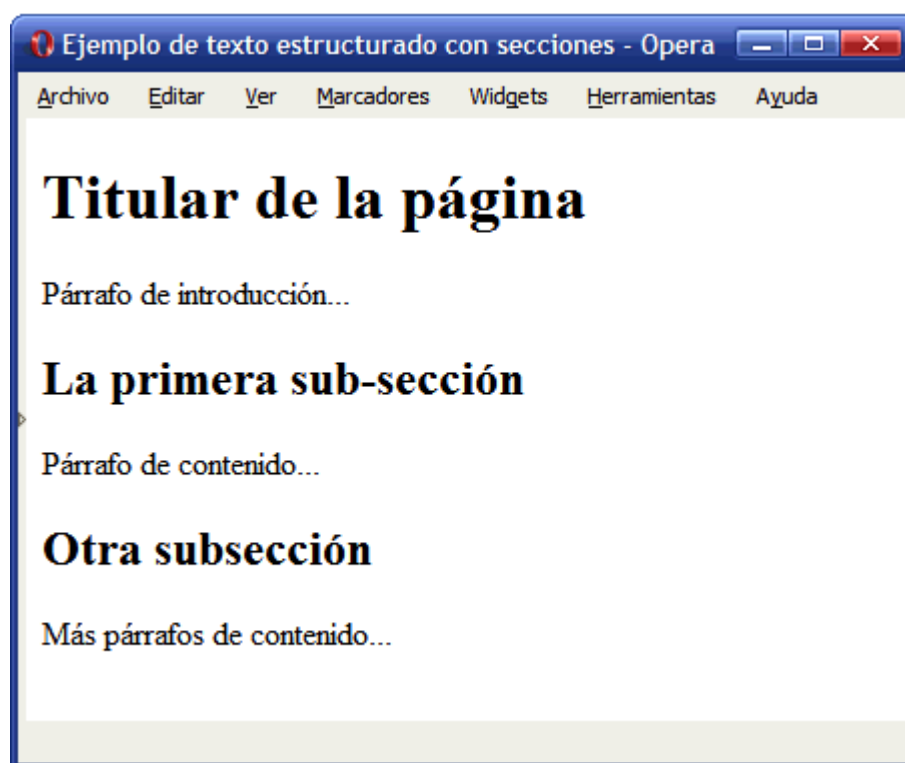 Ejemplo de texto estructurado con secciones - Opera
Archivo Editar Ver Marcadores Widgets Herramientas Ayuda
Titular de la página
Párrafo de introducción...
La primera sub-sección
Párrafo de contenido...
Otra subsección
Más párrafos de contenido...